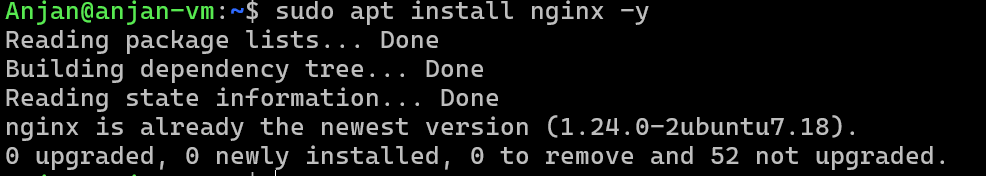 Anjan@anjan-vm:~$ sudo apt install nginx -y
Reading package lists... Done
Building dependency tree... Done
Reading state information... Done
nginx is already the newest version (1.24.0-2ubuntu7.18).
0 upgraded, 0 newly installed, 0 to remove and 52 not upgraded.